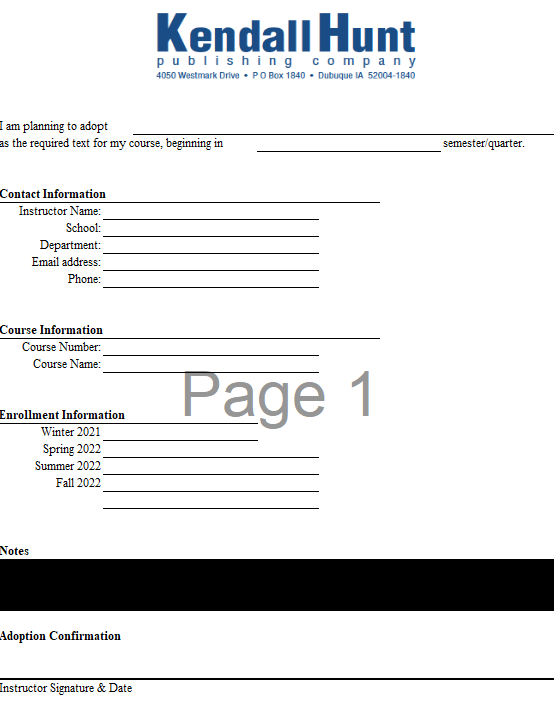 KendallHunt
publishing company
4050 Westmark Drive • P O Box 1840 • Dubuque IA 52004-1840
I am planning to adopt
as the required text for my course, beginning in semester/quarter.
Contact Information
Instructor Name:
School:
Department:
Email address:
Phone:
Course Information
Course Number:
Course Name:
Page 1
Enrollment Information
Winter 2021
Spring 2022
Summer 2022
Fall 2022
Notes
Adoption Confirmation
Instructor Signature & Date